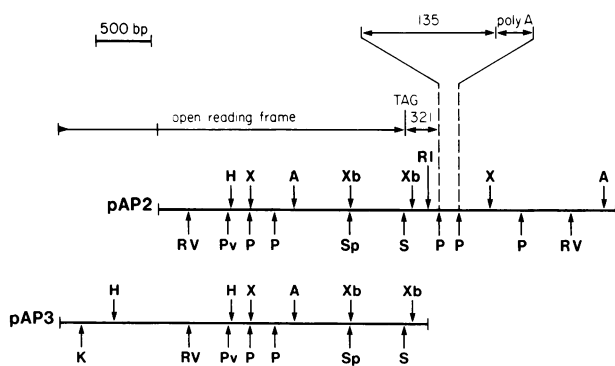 135 polyA
500 bp
TAG
open reading frame 321
RI
H X A Xb Xb X A
pAP2
RV Pv P P Sp S P P P RV
H H X A Xb Xb
pAP3
K RV Pv P P Sp S